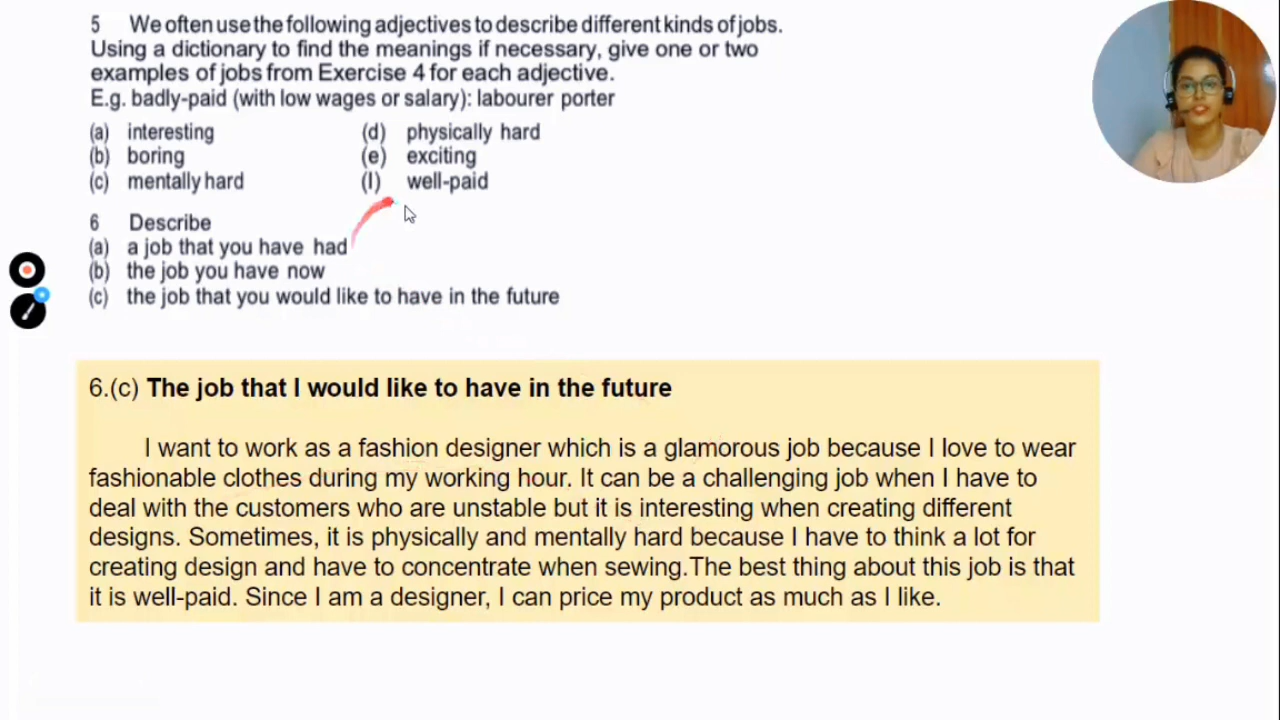 5 We often use the following adjectives to describe different kinds of jobs.
Using a dictionary to find the meanings if necessary, give one or two
examples of jobs from Exercise 4 for each adjective.
E.g. badly-paid (with low wages or salary): labourer porter
(a) interesting (d) physically hard
(b) boring (e) exciting
(c) mentally hard (l) well-paid
6 Describe
(a) a job that you have had
(b) the job you have now
(c) the job that you would like to have in the future
6.(c) The job that I would like to have in the future
I want to work as a fashion designer which is a glamorous job because I love to wear
fashionable clothes during my working hour. It can be a challenging job when I have to
deal with the customers who are unstable but it is interesting when creating different
designs. Sometimes, it is physically and mentally hard because I have to think a lot for
creating design and have to concentrate when sewing.The best thing about this job is that
it is well-paid. Since I am a designer, I can price my product as much as I like.